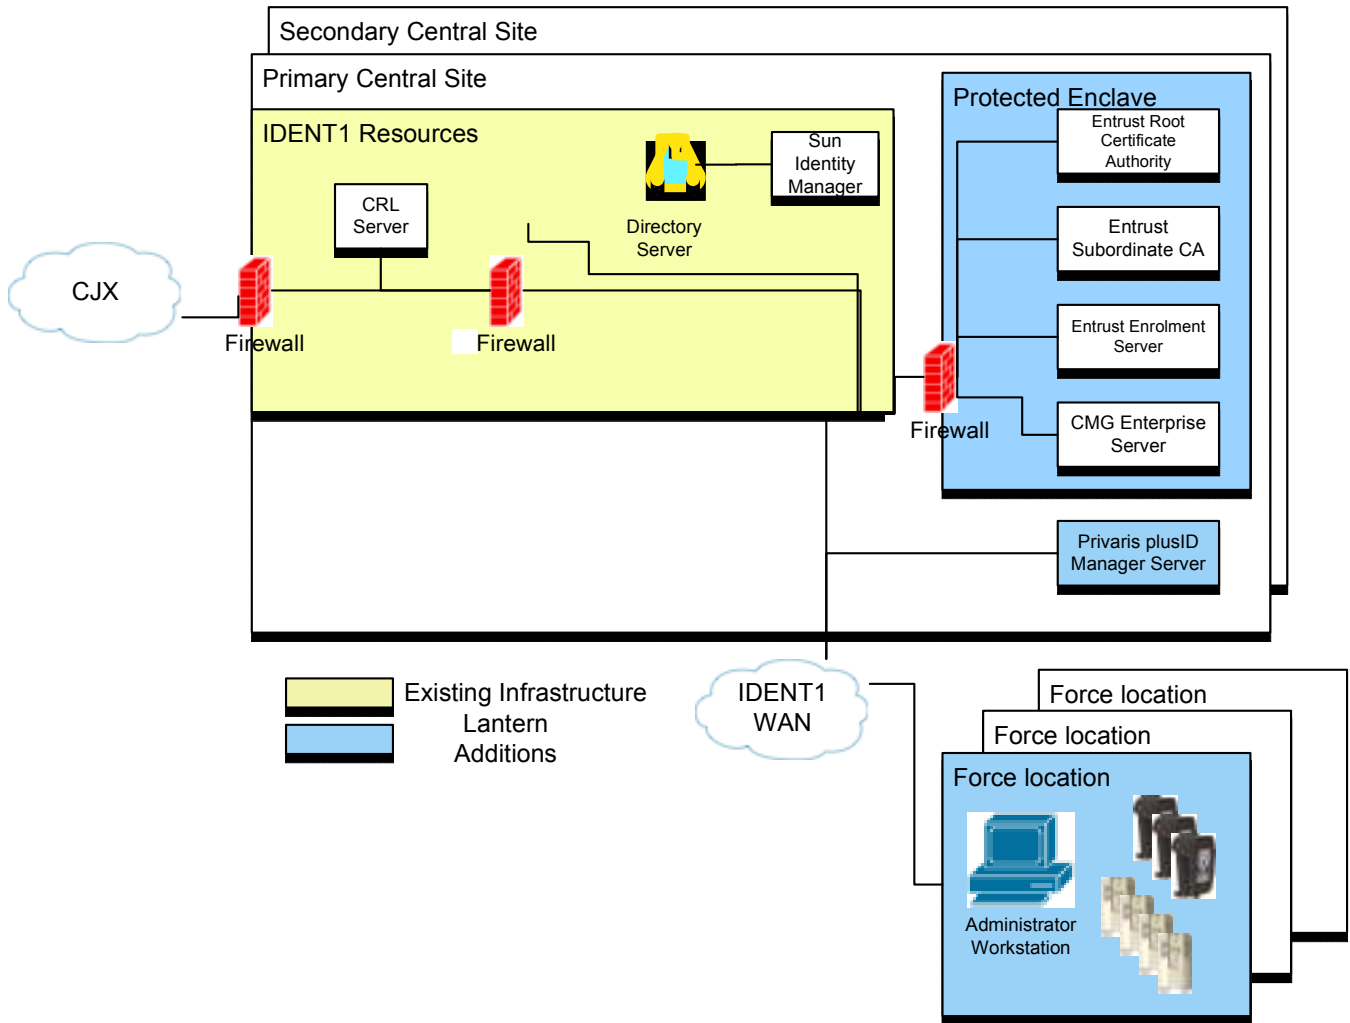 Secondary Central Site
Primary Central Site
IDENT1 Resources
Protected Enclave
Sun
Identity
Manager
Entrust Root
Certificate
Authority
CRL
Server
Directory
Server
Entrust
Subordinate CA
CJX
Firewall
Firewall
Entrust Enrolment
Server
Firewall
CMG Enterprise
Server
Privaris plusID
Manager Server
Existing Infrastructure
Lantern
Additions
IDENT1
WAN
Force location
Force location
Force location
Administrator
Workstation